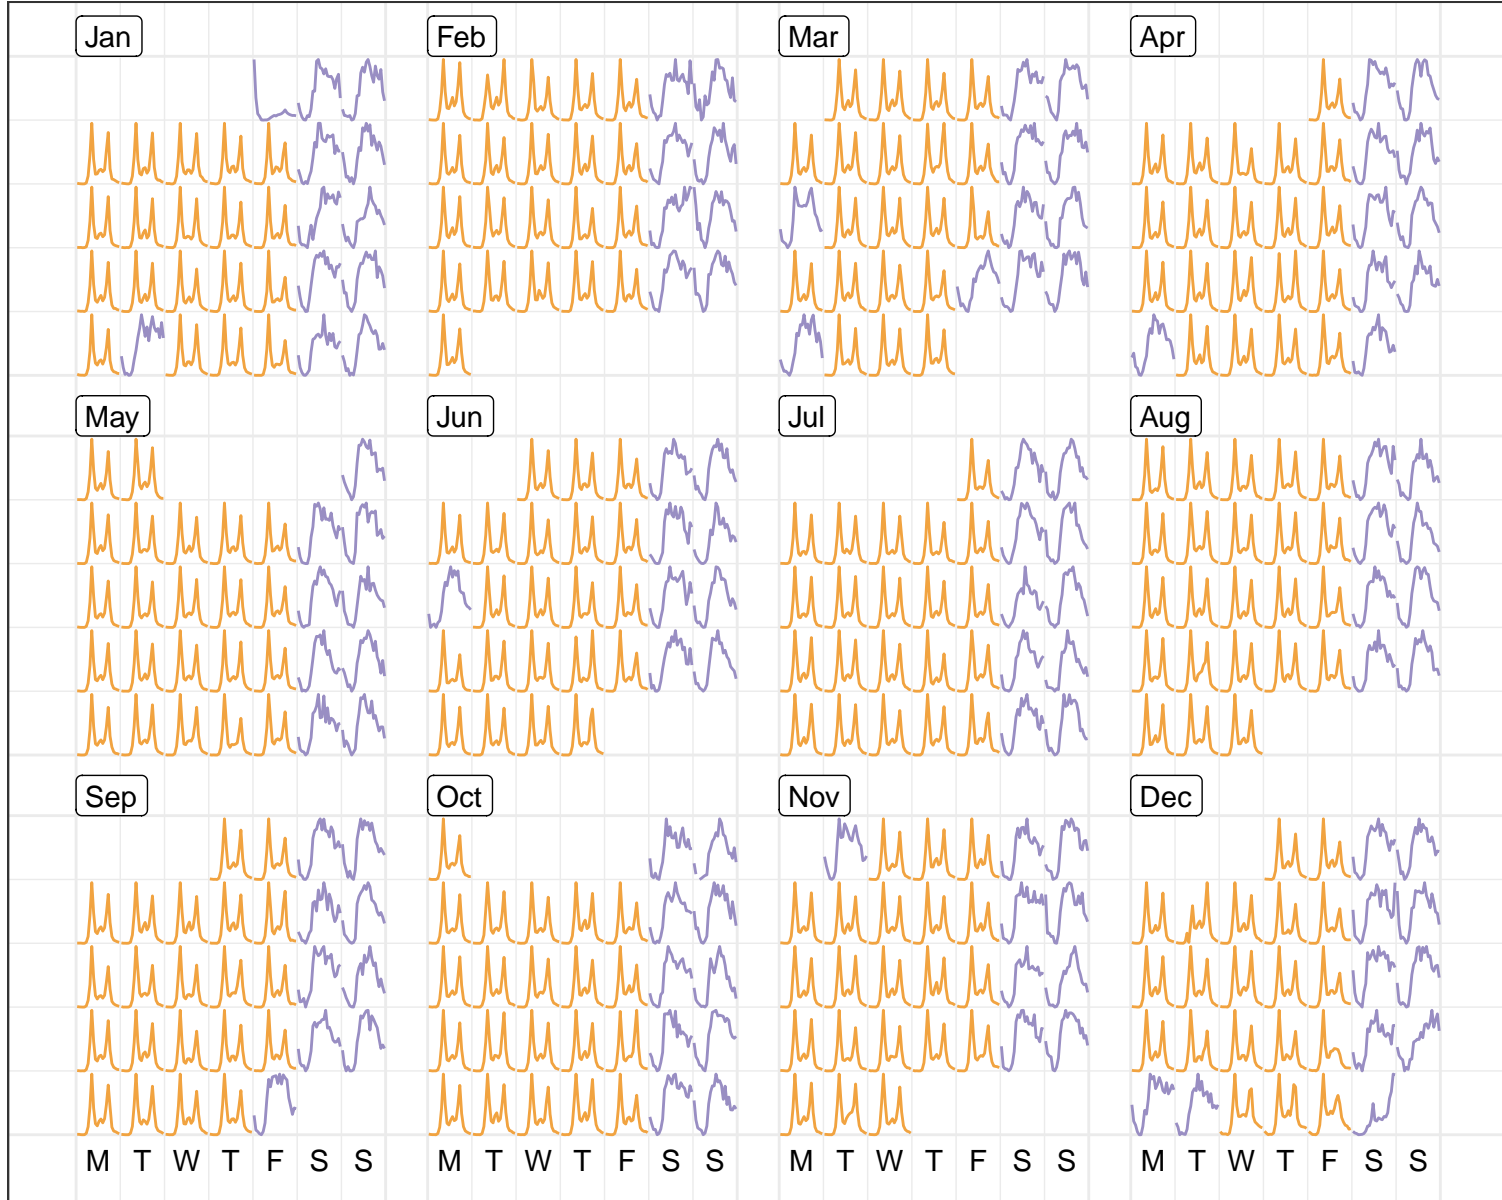 Jan Feb Mar Apr
May Jun Jul Aug
Sep Oct Nov Dec
M T W T F S S M T W T F S S M T W T F S S M T W T F S S